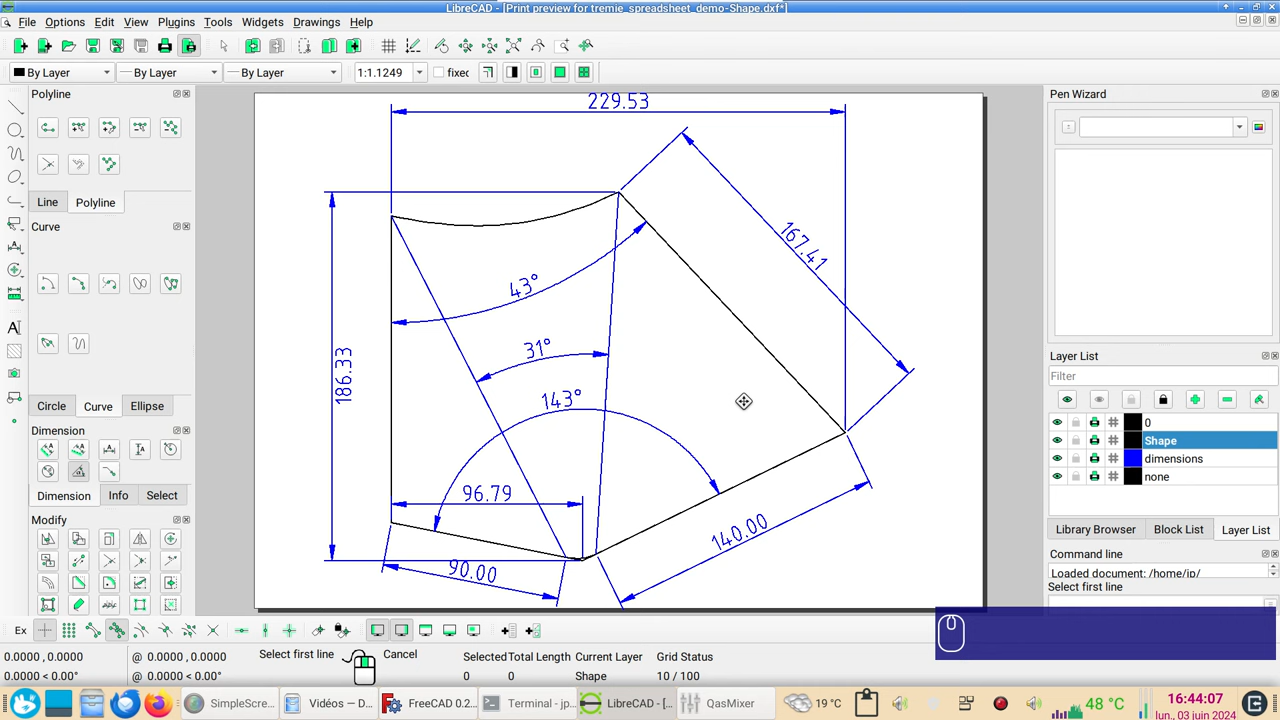 LibreCAD - [Print preview for tremie_spreadsheet_demo-Shape.dxf*]
File Options Edit View Plugins Tools Widgets Drawings Help
By Layer By Layer By Layer 1:1.1249 fixed
Polyline
Line Polyline
Curve
Circle Curve Ellipse
Dimension
Dimension Info Select
Modify
229.53
167.41
43°
31°
186.33
143°
96.79
140.00
90.00
Pen Wizard
Layer List
Filter
0
Shape
dimensions
none
Library Browser Block List Layer List
Command line
Loaded document: /home/jp/
Select first line
Ex
0.0000 , 0.0000 @ 0.0000 , 0.0000 Select first line Cancel Selected Total Length Current Layer Grid Status
0.0000 < 0.00° @ 0.0000 < 0.00° 0 0 Shape 10 / 100
SimpleScre... Vidéos — D... FreeCAD 0.2... Terminal - jp... LibreCAD - [... QasMixer 19 °C 48 °C 16:44:07
lun., 03 juin 2024